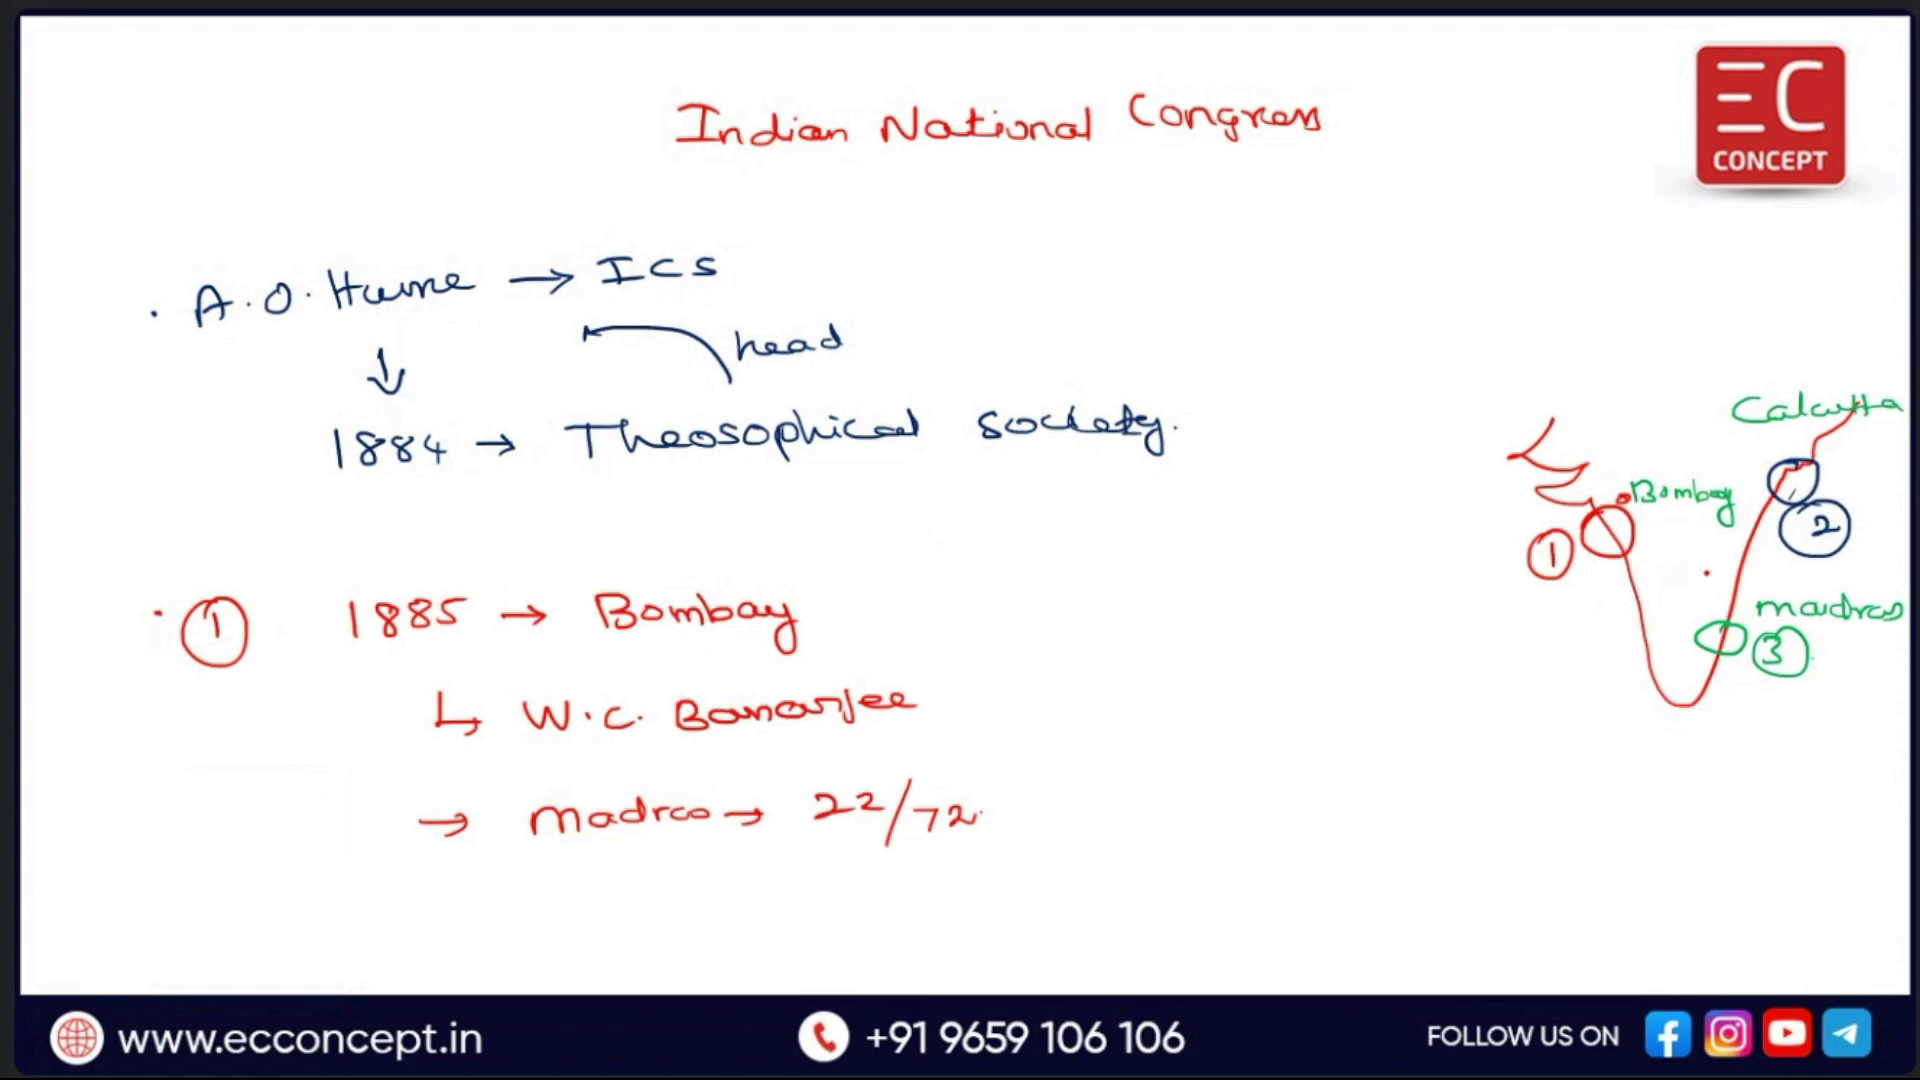 Indian National Congress
EC
CONCEPT
· A.O. Hume → ICS
↓
head
1884 → Theosophical society.
· ① 1885 → Bombay
↳ W.C. Banarjee
→ Madras → 22/72.
Calcutta
Bombay
① ②
madras
③
www.ecconcept.in
+91 9659 106 106
FOLLOW US ON